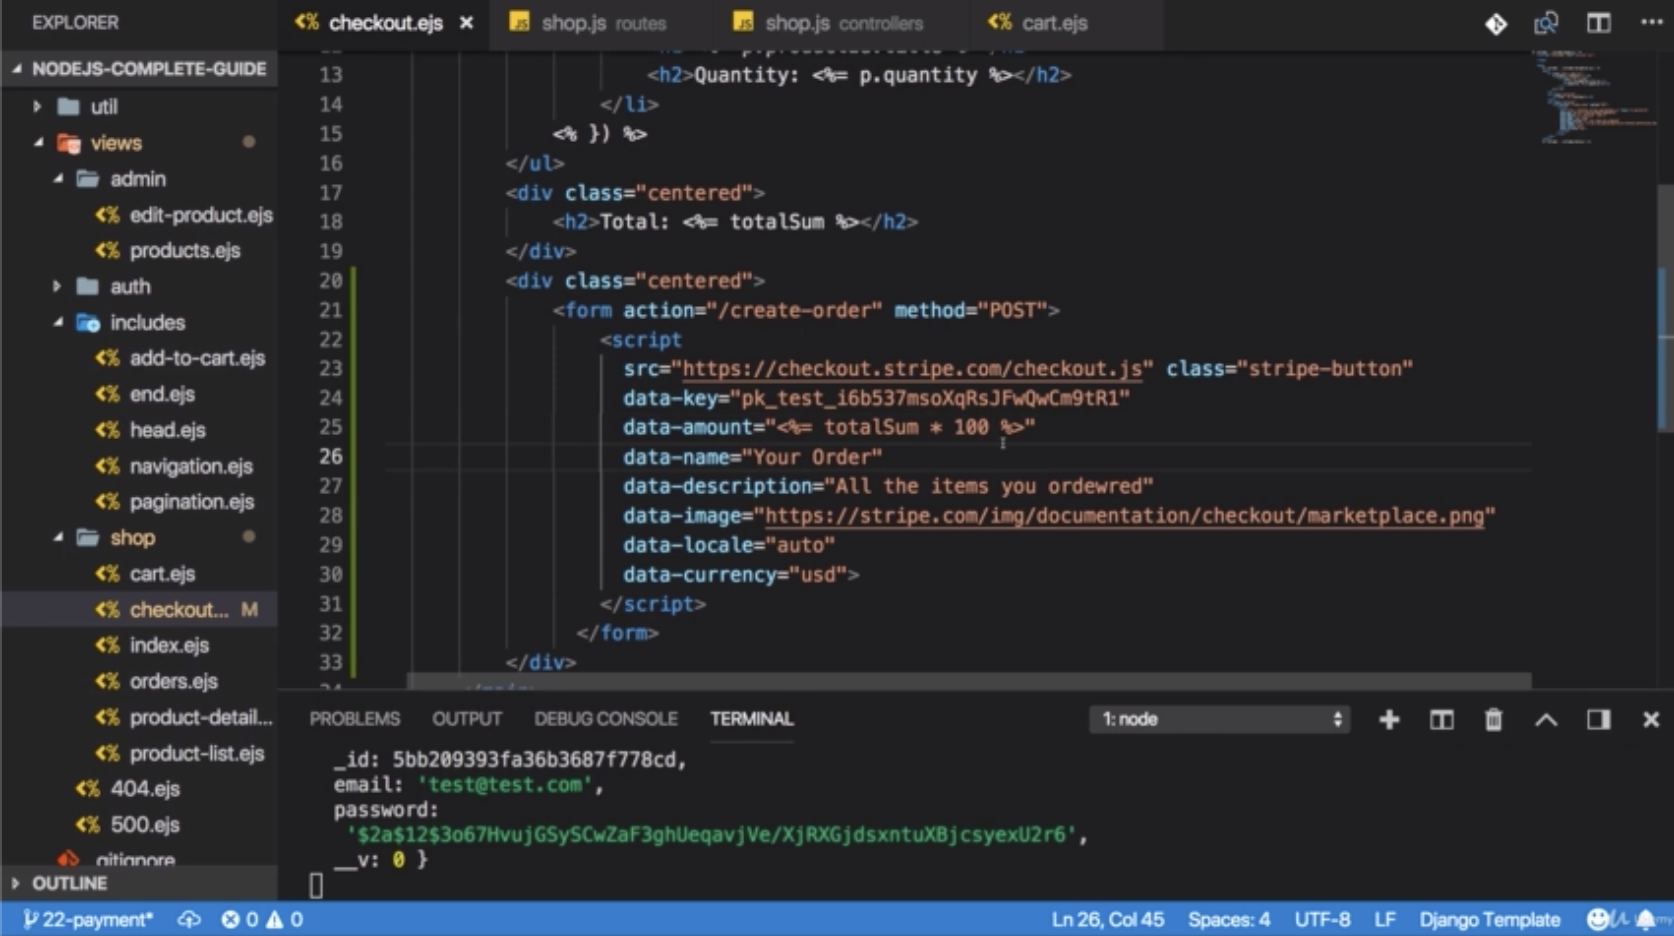 EXPLORER
checkout.ejs ×
shop.js routes
shop.js controllers
cart.ejs
NODEJS-COMPLETE-GUIDE
util
views
admin
edit-product.ejs
products.ejs
auth
includes
add-to-cart.ejs
end.ejs
head.ejs
navigation.ejs
pagination.ejs
shop
cart.ejs
checkout... M
index.ejs
orders.ejs
product-detail...
product-list.ejs
404.ejs
500.ejs
.gitignore
OUTLINE
13 <h2>Quantity: <%= p.quantity %></h2>
14 </li>
15 <% }) %>
16 </ul>
17 <div class="centered">
18 <h2>Total: <%= totalSum %></h2>
19 </div>
20 <div class="centered">
21 <form action="/create-order" method="POST">
22 <script
23 src="https://checkout.stripe.com/checkout.js" class="stripe-button"
24 data-key="pk_test_i6b537msoXqRsJFwQwCm9tR1"
25 data-amount="<%= totalSum * 100 %>"
26 data-name="Your Order"
27 data-description="All the items you ordewred"
28 data-image="https://stripe.com/img/documentation/checkout/marketplace.png"
29 data-locale="auto"
30 data-currency="usd">
31 </script>
32 </form>
33 </div>
PROBLEMS OUTPUT DEBUG CONSOLE TERMINAL
1: node
_id: 5bb209393fa36b3687f778cd,
email: 'test@test.com',
password:
'$2a$12$3o67HvujGSySCwZaF3ghUeqavjVe/XjRXGjdsxntuXBjcsyexU2r6',
__v: 0 }
22-payment* 0 0
Ln 26, Col 45 Spaces: 4 UTF-8 LF Django Template